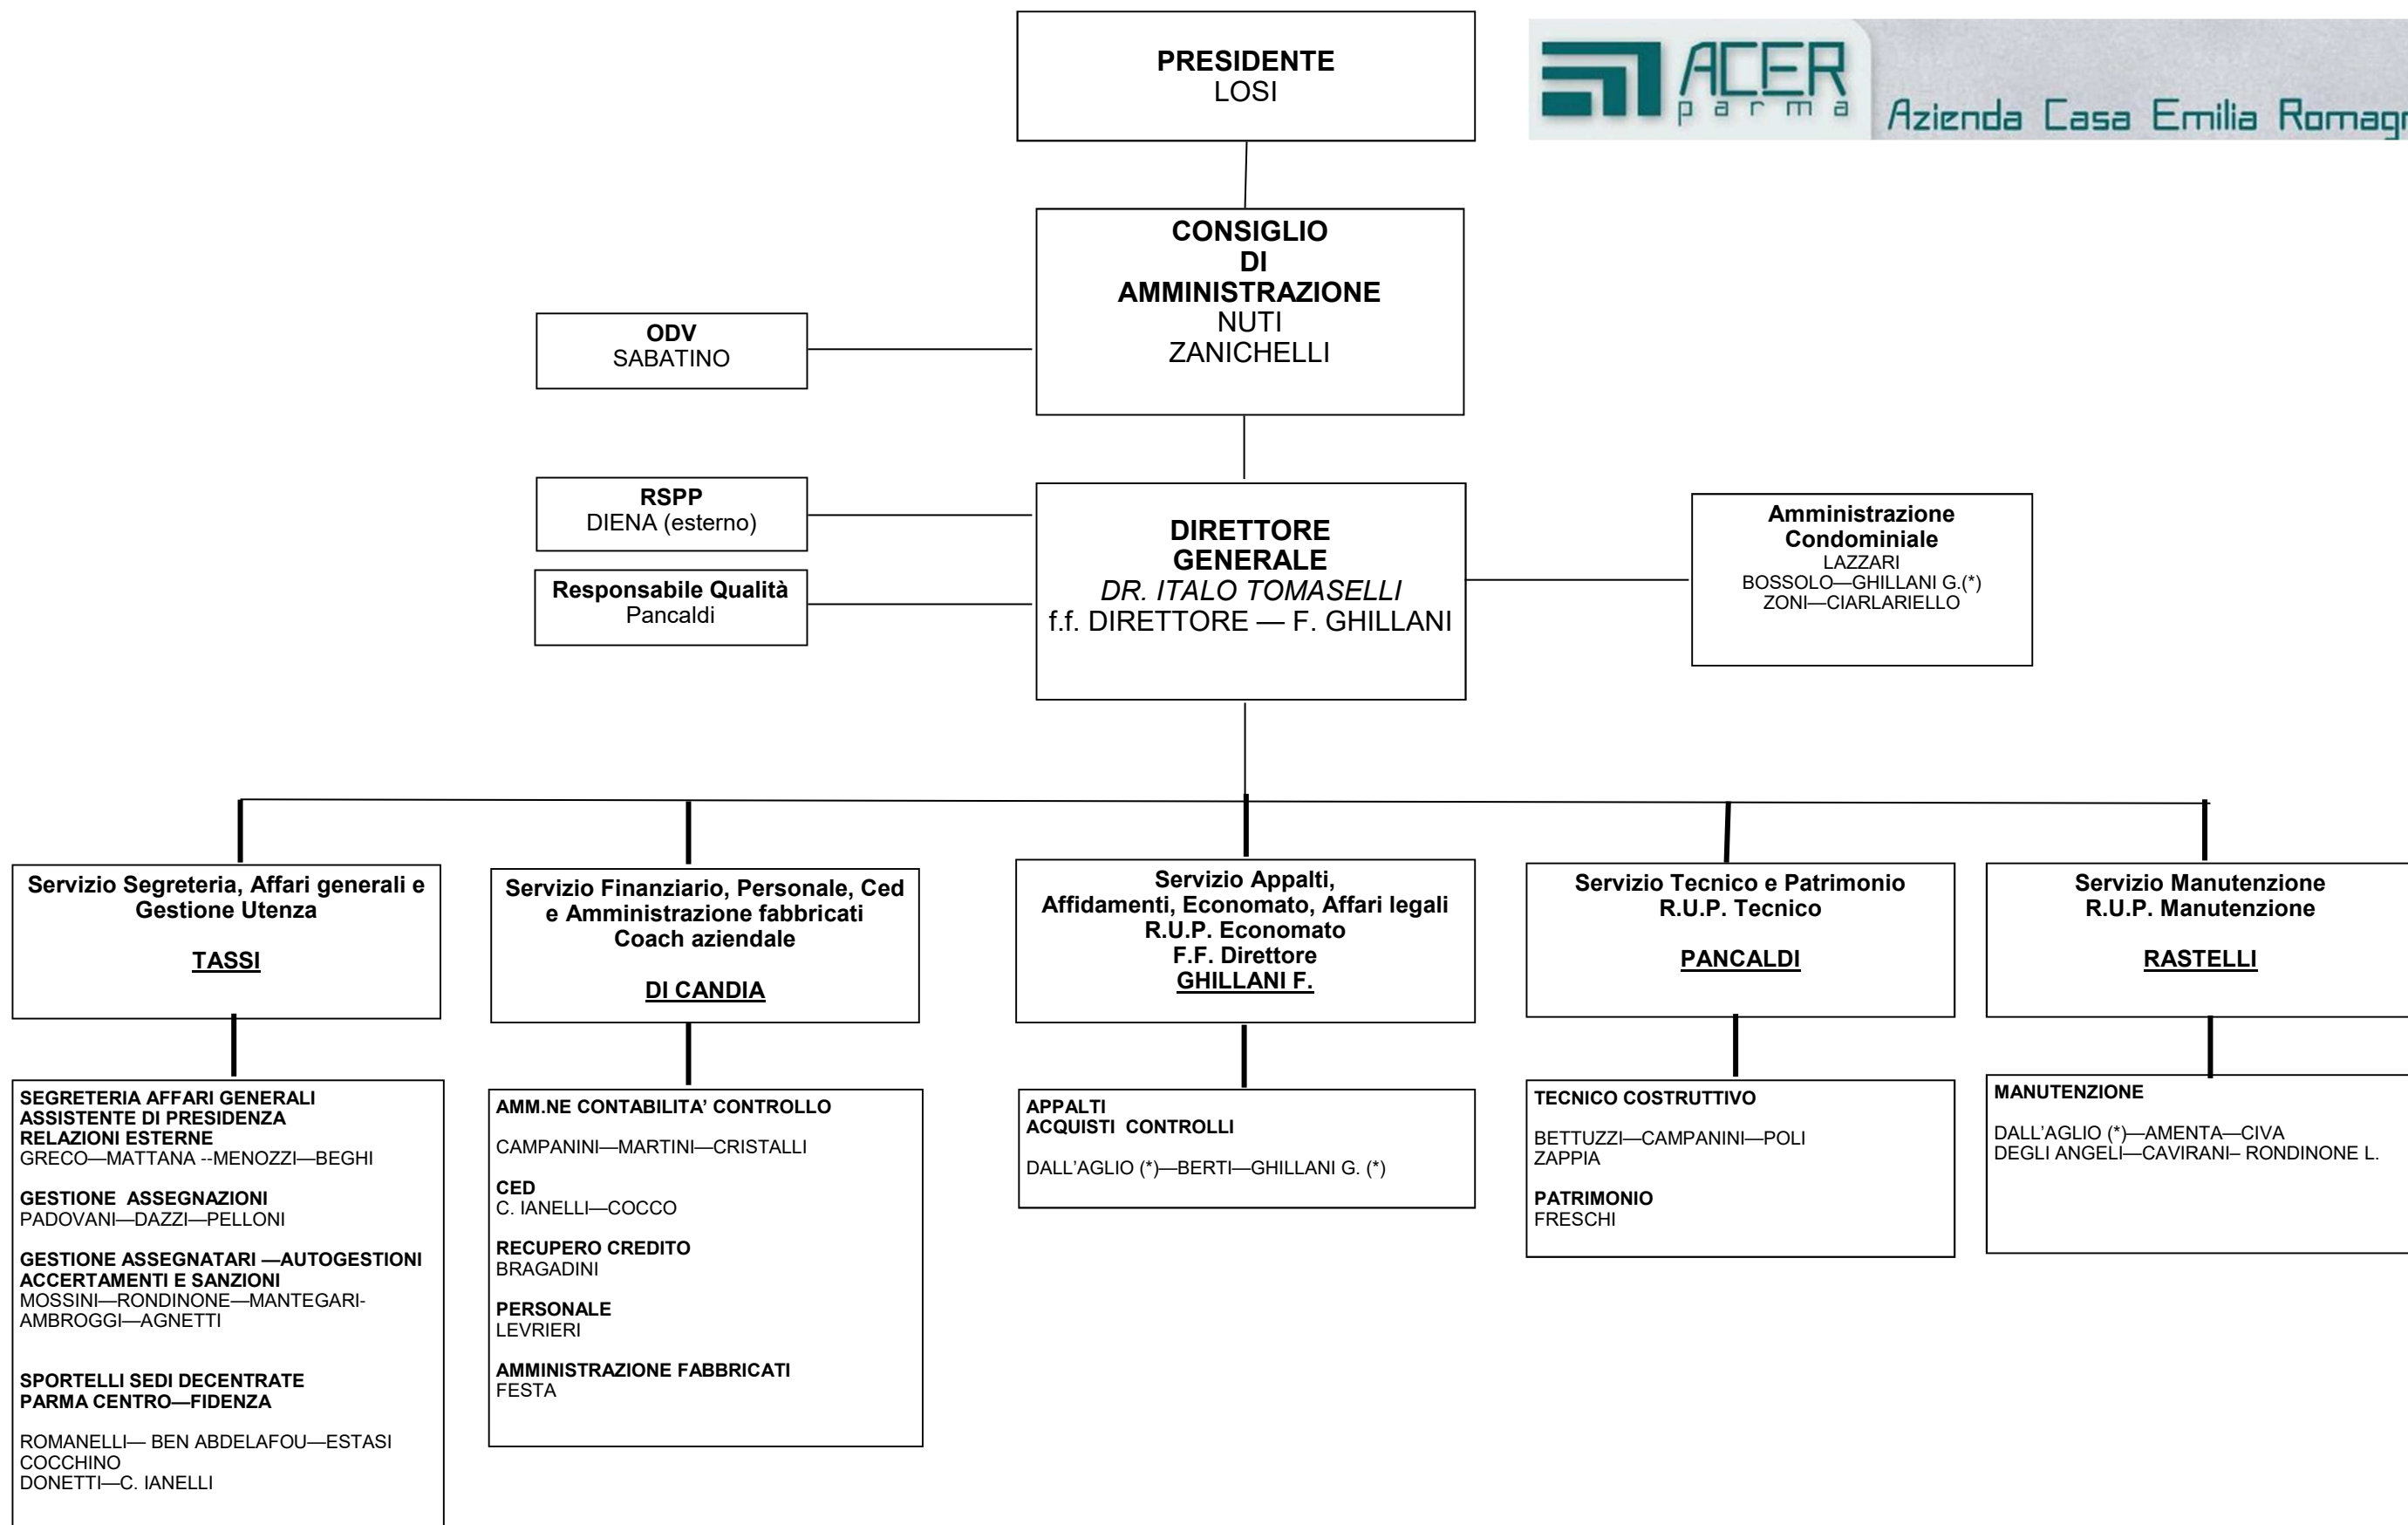 PRESIDENTE
LOSI
ACER
parma
Azienda Casa Emilia
CONSIGLIO
DI
AMMINISTRAZIONE
NUTI
ZANICHELLI
ODV
SABATINO
RSPP
DIENA (esterno)
Responsabile Qualità
Pancaldi
DIRETTORE
GENERALE
DR. ITALO TOMASELLI
f.f. DIRETTORE — F. GHILLANI
Amministrazione
Condominiale
LAZZARI
BOSSOLO—GHILLANI G.(*)
ZONI—CIARLARIELLO
Servizio Segreteria, Affari generali e
Gestione Utenza
TASSI
Servizio Finanziario, Personale, Ced
e Amministrazione fabbricati
Coach aziendale
DI CANDIA
Servizio Appalti,
Affidamenti, Economato, Affari legali
R.U.P. Economato
F.F. Direttore
GHILLANI F.
Servizio Tecnico e Patrimonio
R.U.P. Tecnico
PANCALDI
Servizio Manutenzione
R.U.P. Manutenzione
RASTELLI
SEGRETERIA AFFARI GENERALI
ASSISTENTE DI PRESIDENZA
RELAZIONI ESTERNE
GRECO—MATTANA --MENOZZI—BEGHI
GESTIONE ASSEGNAZIONI
PADOVANI—DAZZI—PELLONI
GESTIONE ASSEGNATARI —AUTOGESTIONI
ACCERTAMENTI E SANZIONI
MOSSINI—RONDINONE—MANTEGARI-
AMBROGGI—AGNETTI
SPORTELLI SEDI DECENTRATE
PARMA CENTRO—FIDENZA
ROMANELLI— BEN ABDELAFOU—ESTASI
COCCHINO
DONETTI—C. IANELLI
AMM.NE CONTABILITA' CONTROLLO
CAMPANINI—MARTINI—CRISTALLI
CED
C. IANELLI—COCCO
RECUPERO CREDITO
BRAGADINI
PERSONALE
LEVRIERI
AMMINISTRAZIONE FABBRICATI
FESTA
APPALTI
ACQUISTI CONTROLLI
DALL'AGLIO (*)—BERTI—GHILLANI G. (*)
TECNICO COSTRUTTIVO
BETTUZZI—CAMPANINI—POLI
ZAPPIA
PATRIMONIO
FRESCHI
MANUTENZIONE
DALL'AGLIO (*)—AMENTA—CIVA
DEGLI ANGELI—CAVIRANI– RONDINONE L.